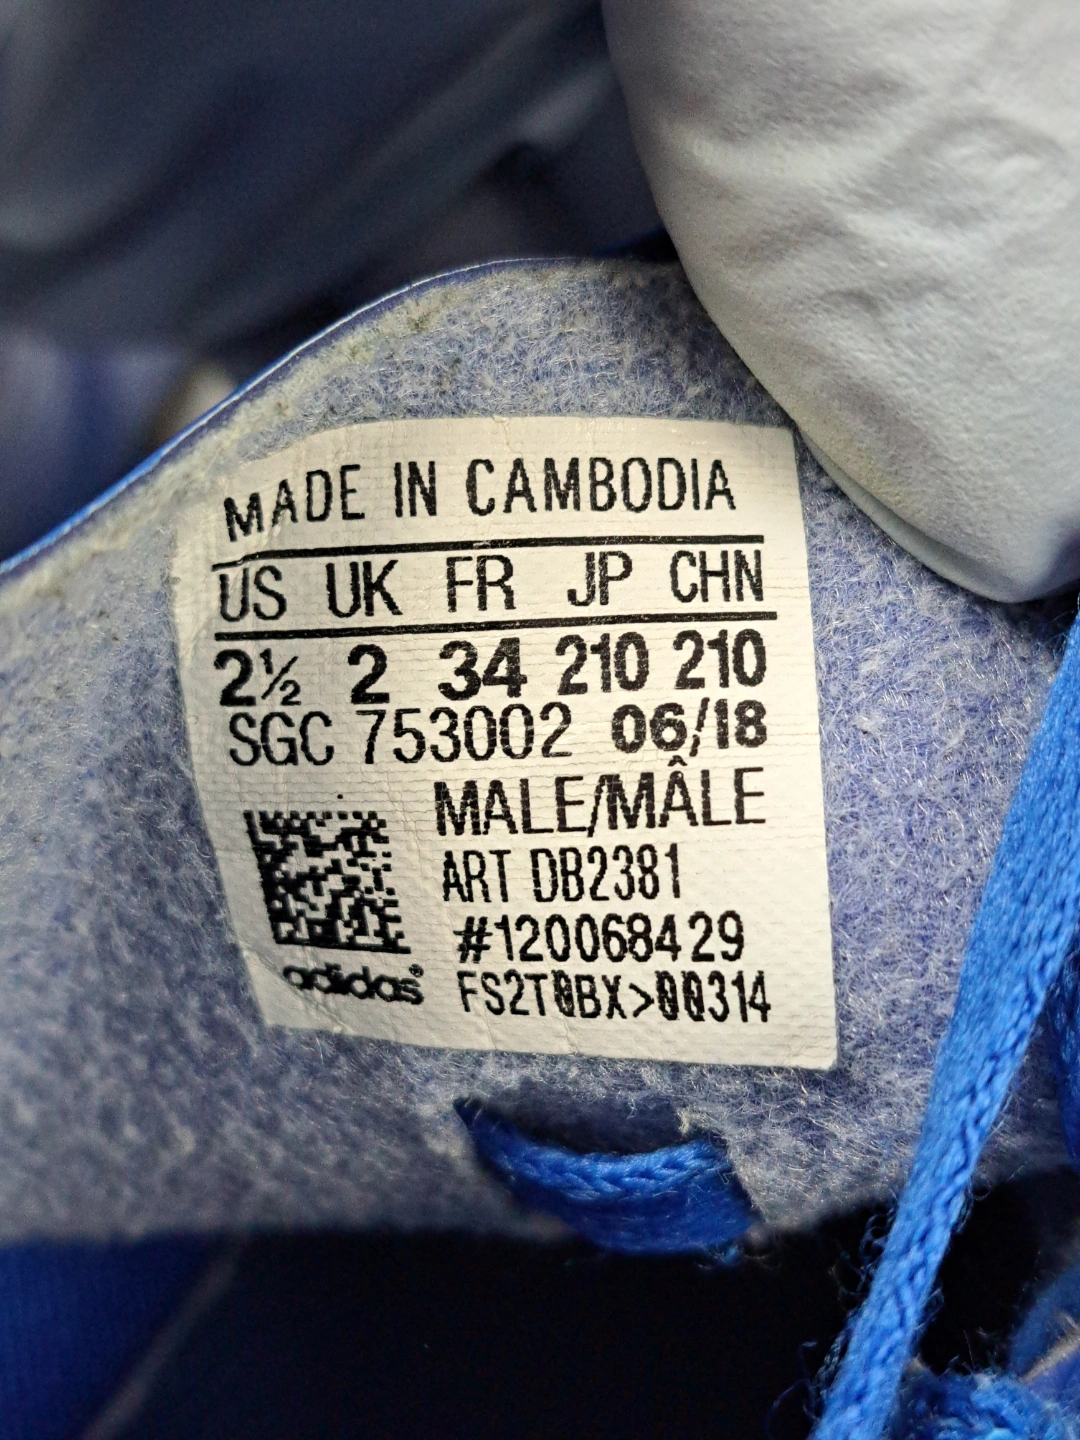 MADE IN CAMBODIA
US UK FR JP CHN
2½ 2 34 210 210
SGC 753002 06/18
MALE/MÂLE
ART DB2381
#120068429
FS2T0BX>00314
adidas®